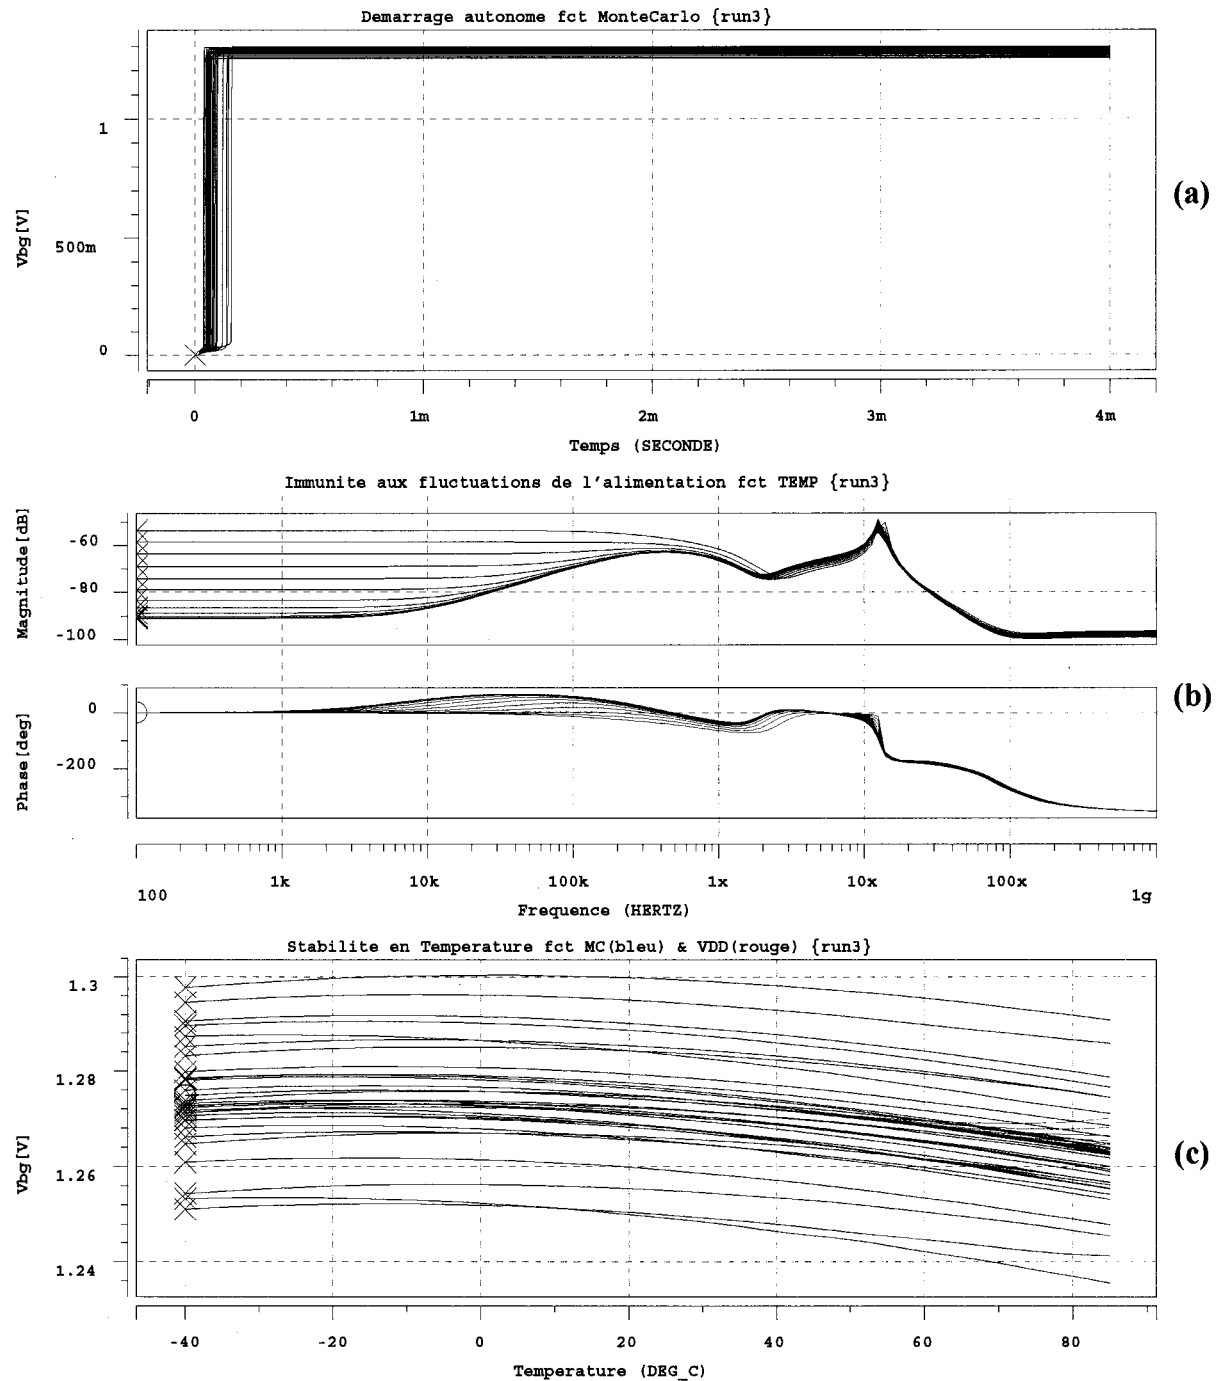 Demarrage autonome fct MonteCarlo {run3}
1
500m
0
Vbg[V]
(a)
0 1m 2m 3m 4m
Temps (SECONDE)
Immunite aux fluctuations de l'alimentation fct TEMP {run3}
-60
-80
-100
Magnitude[dB]
0
-200
Phase[deg]
(b)
100 1k 10k 100k 1x 10x 100x 1g
Frequence (HERTZ)
Stabilite en Temperature fct MC(bleu) & VDD(rouge) {run3}
1.3
1.28
1.26
1.24
Vbg[V]
(c)
-40 -20 0 20 40 60 80
Temperature (DEG_C)